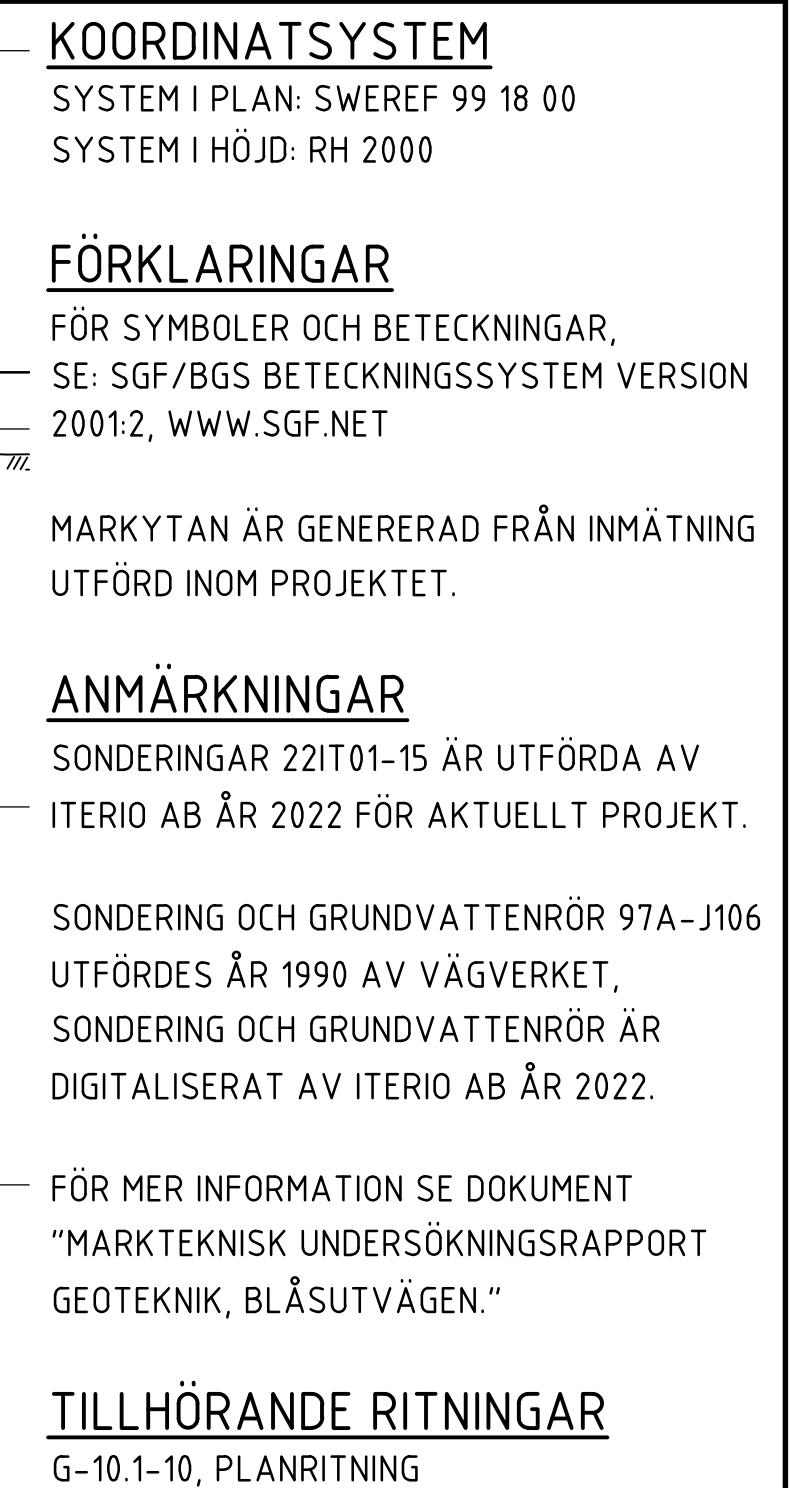 KOORDINATSYSTEM
SYSTEM I PLAN: SWEREF 99 18 00
SYSTEM I HÖJD: RH 2000
FÖRKLARINGAR
FÖR SYMBOLER OCH BETECKNINGAR,
SE: SGF/BGS BETECKNINGSSYSTEM VERSION
2001:2, WWW.SGF.NET
MARKYTAN ÄR GENERERAD FRÅN INMÄTNING
UTFÖRD INOM PROJEKTET.
ANMÄRKNINGAR
SONDERINGAR 22IT01-15 ÄR UTFÖRDA AV
ITERIO AB ÅR 2022 FÖR AKTUELLT PROJEKT.
SONDERING OCH GRUNDVATTENRÖR 97A-J106
UTFÖRDES ÅR 1990 AV VÄGVERKET,
SONDERING OCH GRUNDVATTENRÖR ÄR
DIGITALISERAT AV ITERIO AB ÅR 2022.
FÖR MER INFORMATION SE DOKUMENT
"MARKTEKNISK UNDERSÖKNINGSRAPPORT
GEOTEKNIK, BLÅSUTVÄGEN."
TILLHÖRANDE RITNINGAR
G-10.1-10, PLANRITNING